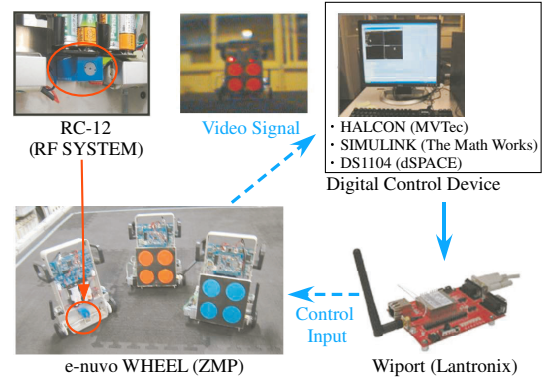 RC-12
(RF SYSTEM)
Video Signal
・HALCON (MVTec)
・SIMULINK (The Math Works)
・DS1104 (dSPACE)
Digital Control Device
Control
Input
e-nuvo WHEEL (ZMP)
Wiport (Lantronix)